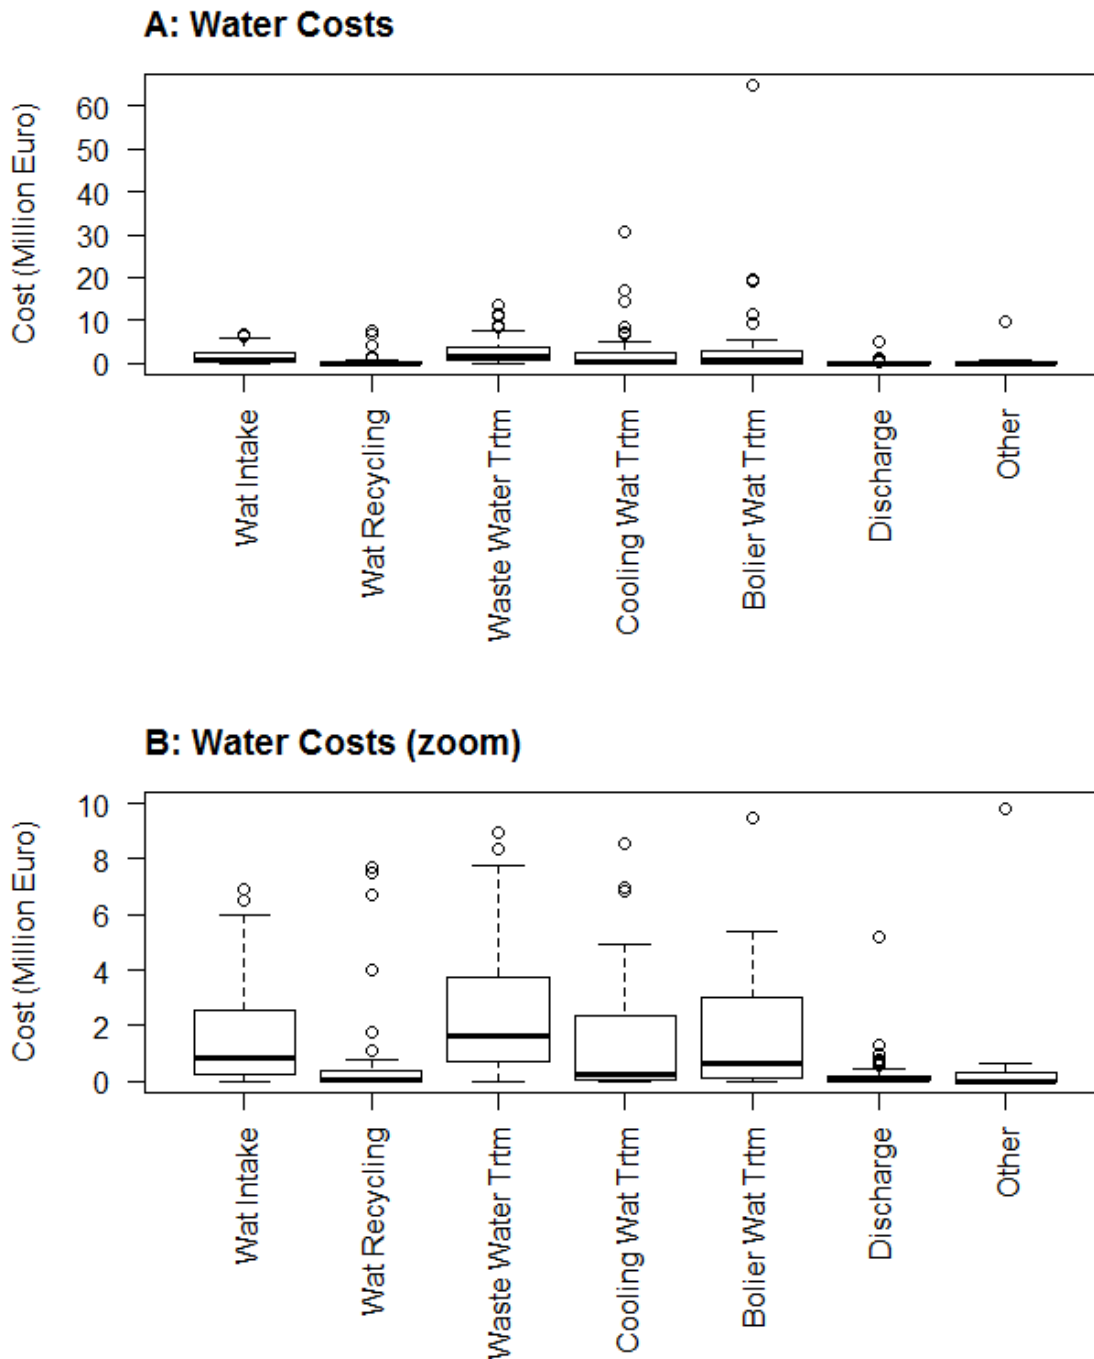 A: Water Costs
Cost (Million Euro)
60
50
40
30
20
10
0
Wat Intake
Wat Recycling
Waste Water Trtm
Cooling Wat Trtm
Bolier Wat Trtm
Discharge
Other
B: Water Costs (zoom)
Cost (Million Euro)
10
8
6
4
2
0
Wat Intake
Wat Recycling
Waste Water Trtm
Cooling Wat Trtm
Bolier Wat Trtm
Discharge
Other